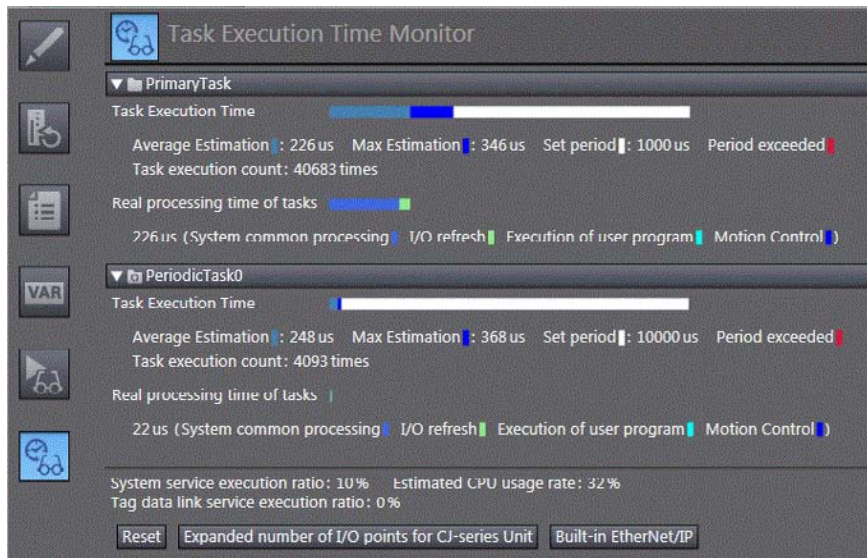 Task Execution Time Monitor
PrimaryTask
Task Execution Time
Average Estimation : 226 us Max Estimation : 346 us Set period : 1000 us Period exceeded
Task execution count: 40683 times
Real processing time of tasks
226 us (System common processing I/O refresh Execution of user program Motion Control )
PeriodicTask0
Task Execution Time
Average Estimation : 248 us Max Estimation : 368 us Set period : 10000 us Period exceeded
Task execution count: 4093 times
Real processing time of tasks
22 us (System common processing I/O refresh Execution of user program Motion Control )
VAR
System service execution ratio: 10 % Estimated CPU usage rate: 32 %
Tag data link service execution ratio: 0 %
Reset Expanded number of I/O points for CJ-series Unit Built-in EtherNet/IP